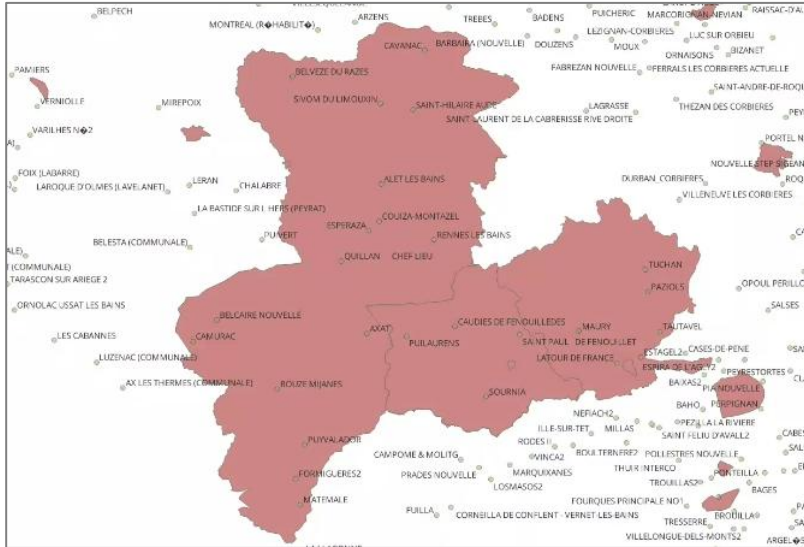 BELPECH
MONTREAL (R�HABILIT�)
ARZENS
TREBES
BADENS
PUICHERIC
MARCORIGNAN-NEVIAN
CAVANAC
BARBAIRA (NOUVELLE)
DOUZENS
LEZIGNAN-CORBIERES
MOUX
LUC SUR ORBIEU
BIZANET
ORNAISONS
PAMIERS
BELVEZE DU RAZES
FABREZAN NOUVELLE
FERRALS LES CORBIERES ACTUELLE
VERNIOLLE
MIREPOIX
SIVOM DU LIMOUXIN
SAINT-HILAIRE AUDE
LAGRASSE
THEZAN DES CORBIERES
SAINT LAURENT DE LA CABRERISSE RIVE DROITE
VARILHES N�2
PORTEL N
NOUVELLE STEP SIGEAN
FOIX (LABARRE)
LAROQUE D'OLMES (LAVELANET)
LERAN
CHALABRE
ALET LES BAINS
DURBAN_CORBIERES
VILLENEUVE LES CORBIERES
LA BASTIDE SUR L HERS (PEYRAT)
COUIZA-MONTAZEL
ESPERAZA
RENNES LES BAINS
BELESTA (COMMUNALE)
PUIVERT
QUILLAN
CHEF LIEU
TARASCON SUR ARIEGE 2
TUCHAN
PAZIOLS
OPOUL PERILLO
SALSES
ORNOLAC USSAT LES BAINS
BELCAIRE NOUVELLE
LES CABANNES
CAMURAC
AXAT
CAUDIES DE FENOUILLEDES
MAURY
TAUTAVEL
PUILAURENS
SAINT PAUL DE FENOUILLET
LATOUR DE FRANCE
ESTAGEL2
CASES-DE-PENE
LUZENAC (COMMUNALE)
ESPIRA DE L'AGLY2
PEYRESTORTES
AX LES THERMES (COMMUNALE)
ROUZE MIJANES
SOURNIA
BAIXAS2
PIA NOUVELLE
BAHO
PERPIGNAN
NEFIACH2
ILLE-SUR-TET
MILLAS
PEZILLA LA RIVIERE
SAINT FELIU D'AVALL2
PUYVALADOR
RODES II
BOULTERNERE2
CAMPOME & MOLITG
VINCA2
THUIR INTERCO
POLLESTRES NOUVELLE
PRADES NOUVELLE
MARQUIXANES
LOSMASOS2
PONTEILLA
TROUILLAS2
BAGES
FORMIGUERES2
MATEMALE
FUILLA
CORNEILLA DE CONFLENT - VERNET-LES-BAINS
FOURQUES PRINCIPALE NO1
TRESSERRE
BROUILLA
VILLELONGUE-DELS-MONTS2